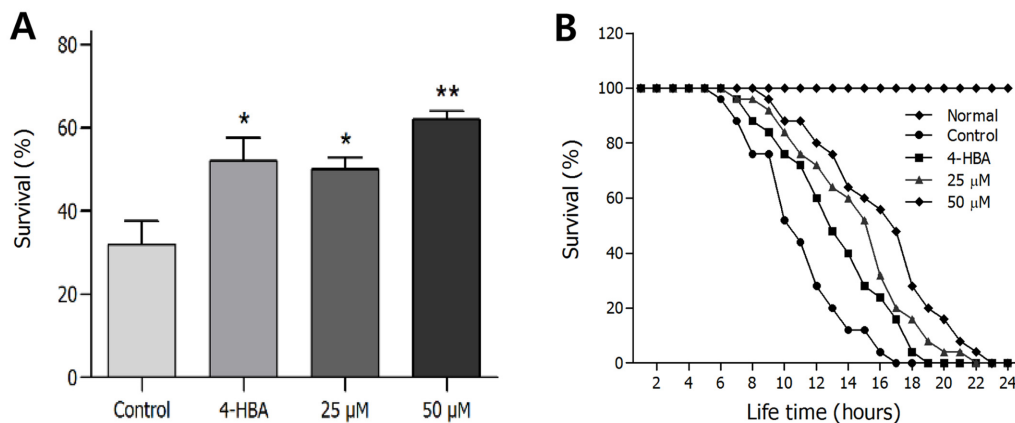 A
Survival (%)
80
60
40
20
0
*
*
**
Control
4-HBA
25 μM
50 μM
B
Survival (%)
120
100
80
60
40
20
0
Normal
Control
4-HBA
25 μM
50 μM
2 4 6 8 10 12 14 16 18 20 22 24
Life time (hours)